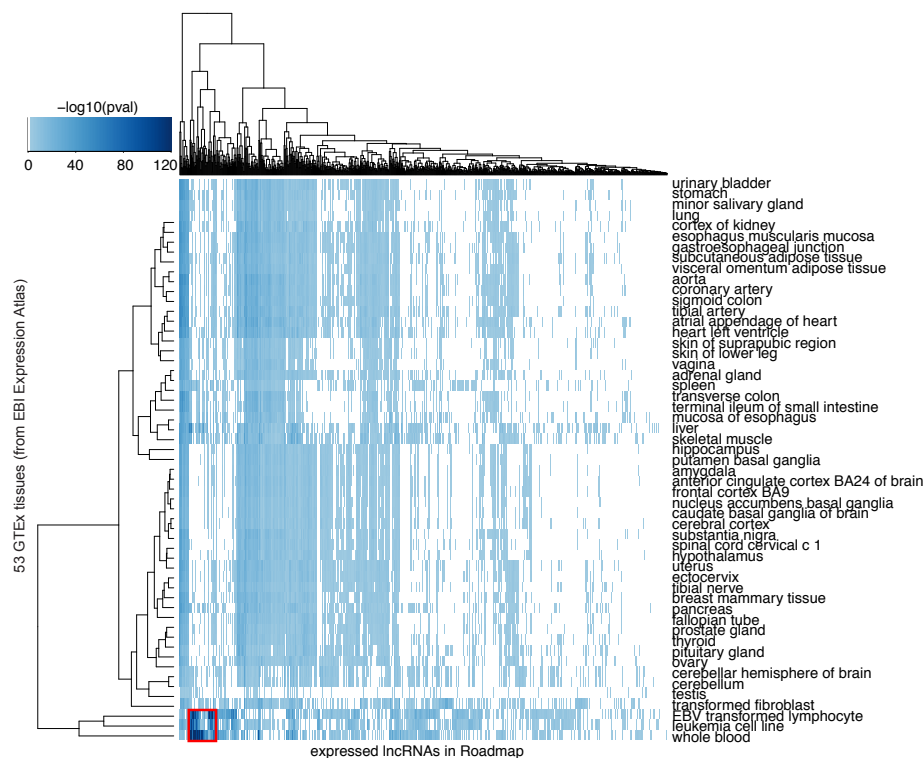 −log10(pval)
0 40 80 120
urinary bladder
stomach
minor salivary gland
lung
cortex of kidney
esophagus muscularis mucosa
gastroesophageal junction
subcutaneous adipose tissue
visceral omentum adipose tissue
aorta
coronary artery
sigmoid colon
tibial artery
atrial appendage of heart
heart left ventricle
skin of suprapubic region
skin of lower leg
vagina
adrenal gland
spleen
transverse colon
terminal ileum of small intestine
mucosa of esophagus
liver
skeletal muscle
hippocampus
putamen basal ganglia
amygdala
anterior cingulate cortex BA24 of brain
frontal cortex BA9
nucleus accumbens basal ganglia
caudate basal ganglia of brain
cerebral cortex
substantia nigra
spinal cord cervical c 1
hypothalamus
uterus
ectocervix
tibial nerve
breast mammary tissue
pancreas
fallopian tube
prostate gland
thyroid
pituitary gland
ovary
cerebellar hemisphere of brain
cerebellum
testis
transformed fibroblast
EBV transformed lymphocyte
leukemia cell line
whole blood
53 GTEx tissues (from EBI Expression Atlas)
expressed lncRNAs in Roadmap